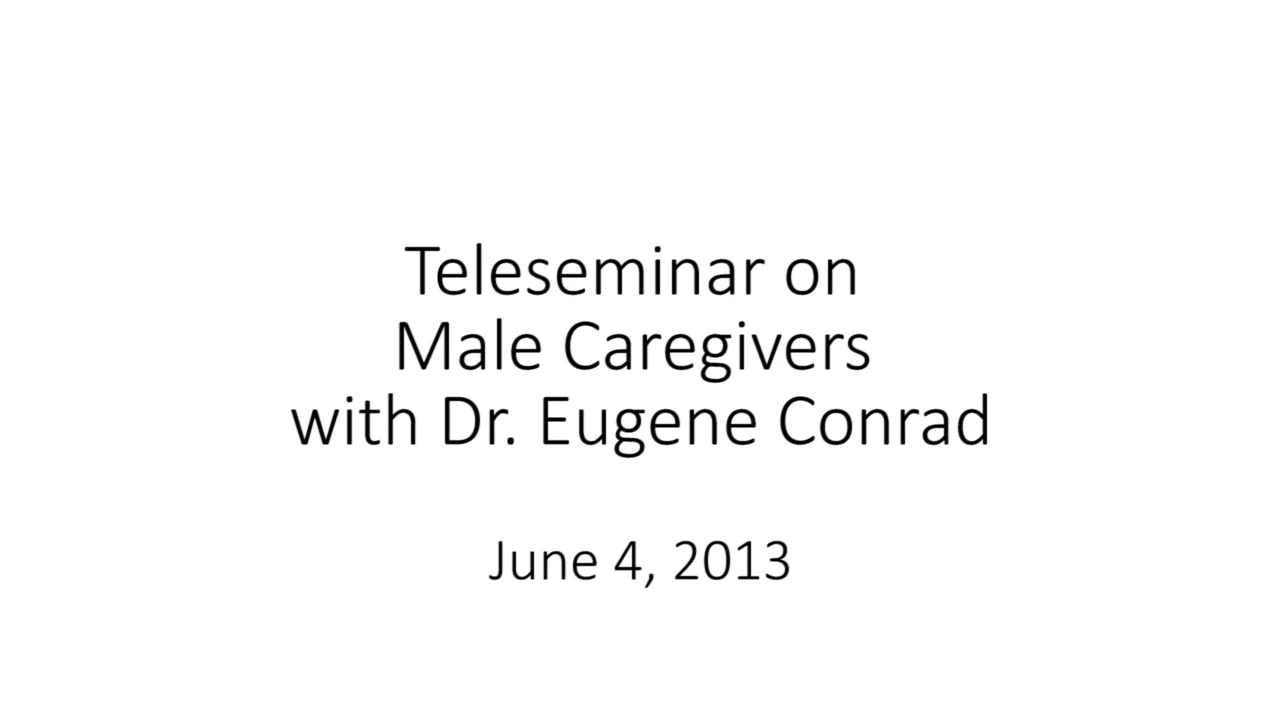 Teleseminar on
Male Caregivers
with Dr. Eugene Conrad
June 4, 2013